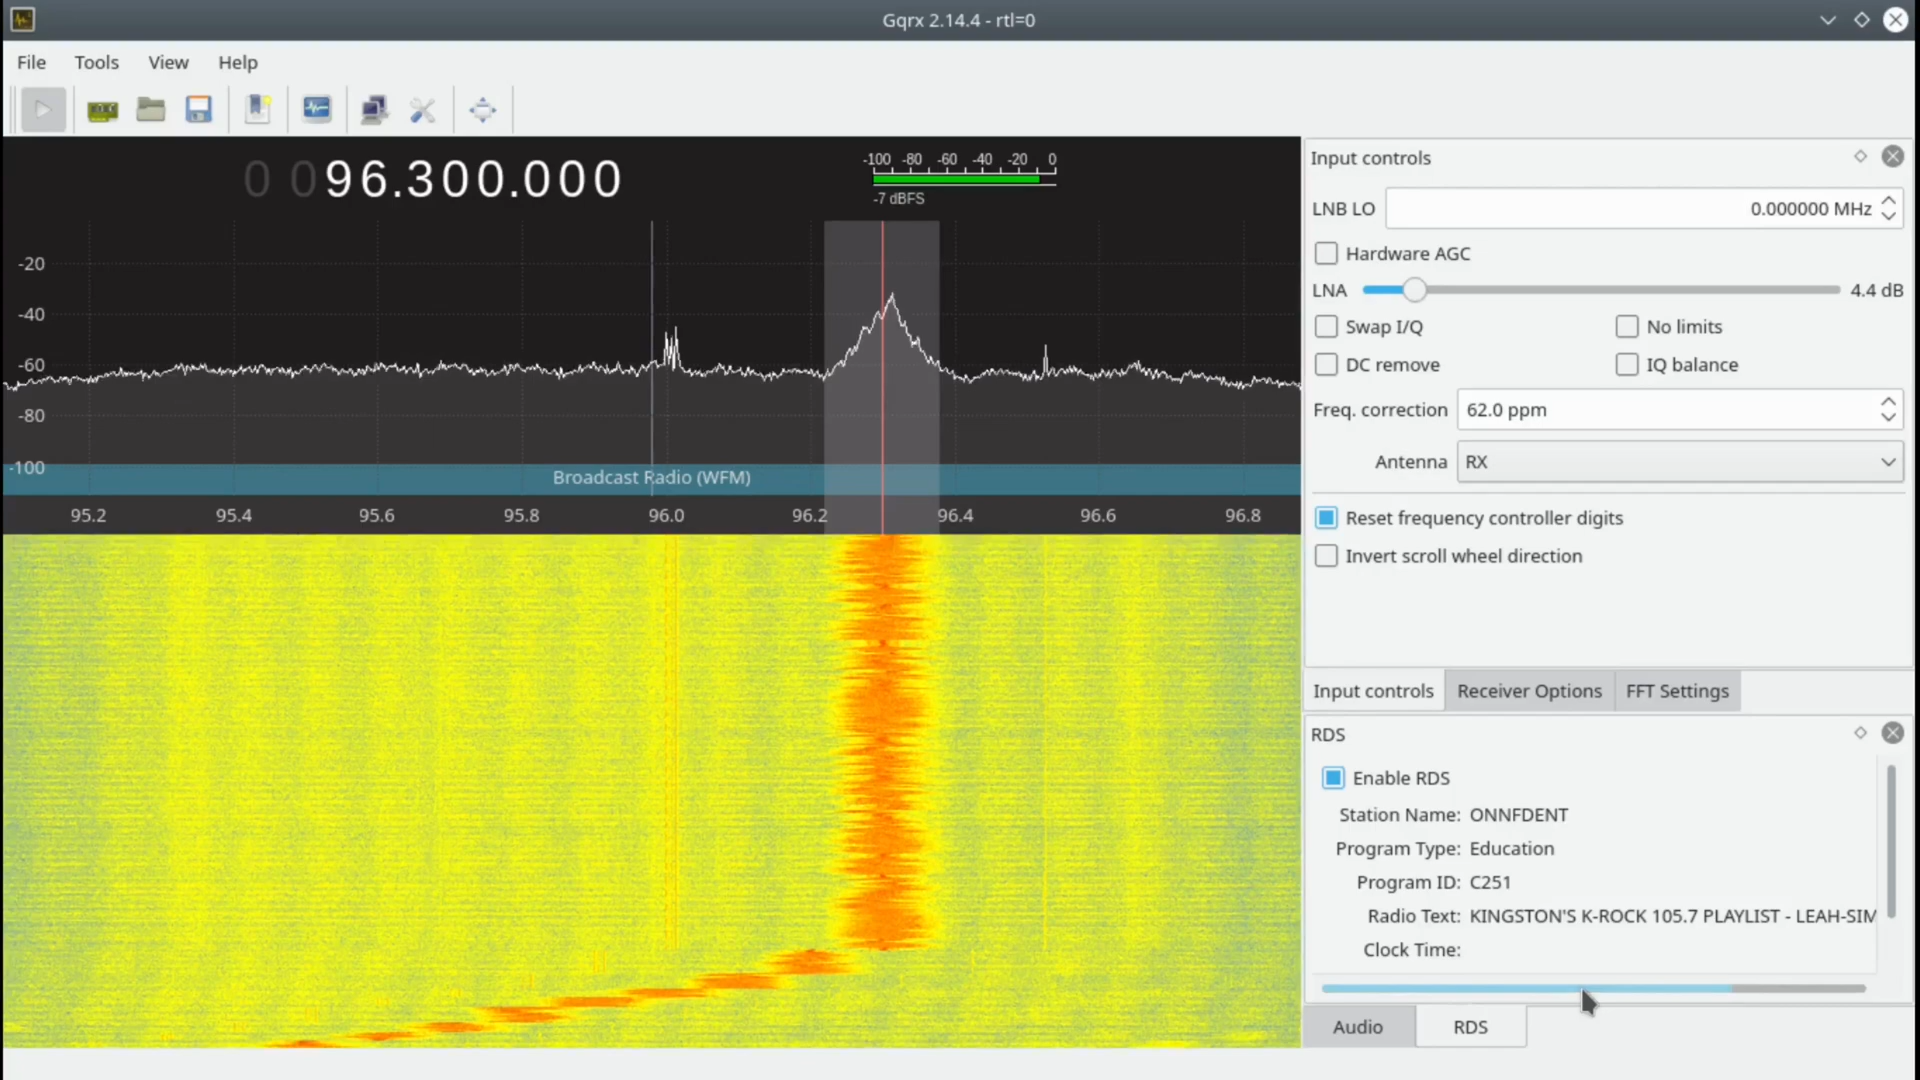 Gqrx 2.14.4 - rtl=0
File Tools View Help
0 096.300.000
-100 -80 -60 -40 -20 0
-7 dBFS
-20
-40
-60
-80
-100
Broadcast Radio (WFM)
95.2 95.4 95.6 95.8 96.0 96.2 96.4 96.6 96.8
Input controls
LNB LO 0.000000 MHz
Hardware AGC
LNA 4.4 dB
Swap I/Q No limits
DC remove IQ balance
Freq. correction 62.0 ppm
Antenna RX
Reset frequency controller digits
Invert scroll wheel direction
Input controls Receiver Options FFT Settings
RDS
Enable RDS
Station Name: ONNFDENT
Program Type: Education
Program ID: C251
Radio Text: KINGSTON'S K-ROCK 105.7 PLAYLIST - LEAH-SIM
Clock Time:
Audio RDS